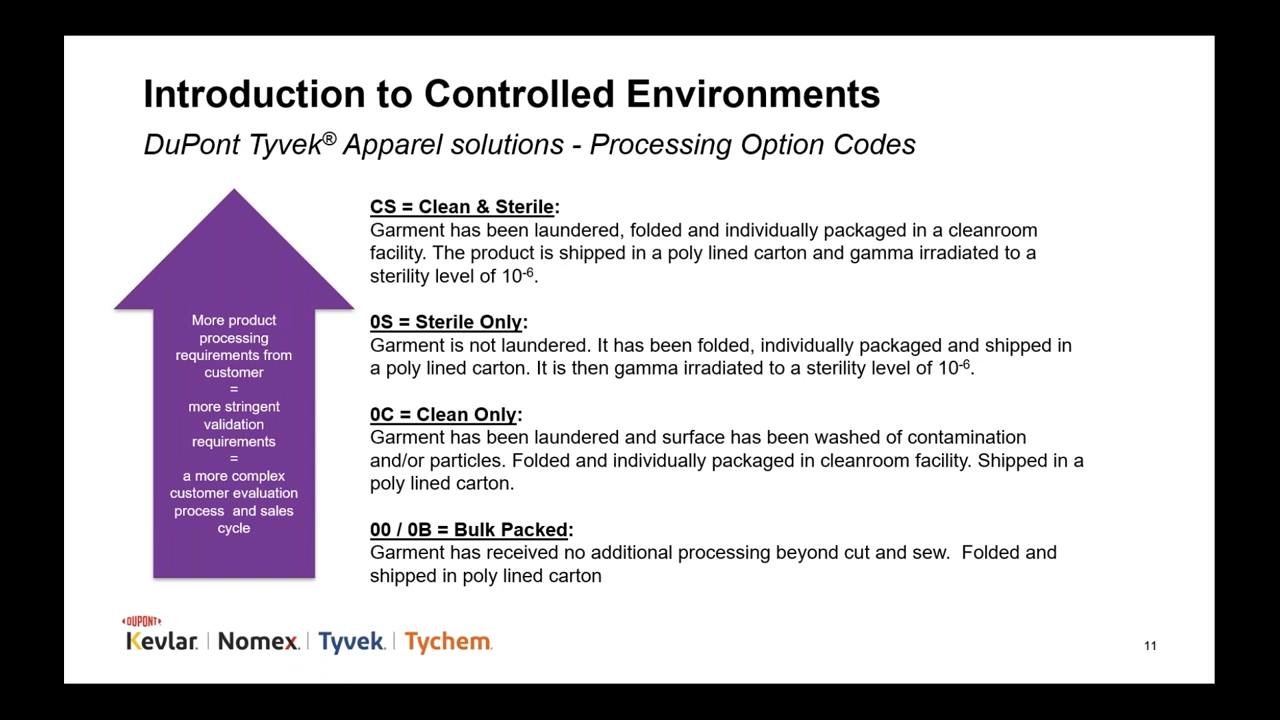 Introduction to Controlled Environments
DuPont Tyvek® Apparel solutions - Processing Option Codes
More product
processing
requirements from
customer
=
more stringent
validation
requirements
=
a more complex
customer evaluation
process and sales
cycle
CS = Clean & Sterile:
Garment has been laundered, folded and individually packaged in a cleanroom
facility. The product is shipped in a poly lined carton and gamma irradiated to a
sterility level of 10⁻⁶.
0S = Sterile Only:
Garment is not laundered. It has been folded, individually packaged and shipped in
a poly lined carton. It is then gamma irradiated to a sterility level of 10⁻⁶.
0C = Clean Only:
Garment has been laundered and surface has been washed of contamination
and/or particles. Folded and individually packaged in cleanroom facility. Shipped in a
poly lined carton.
00 / 0B = Bulk Packed:
Garment has received no additional processing beyond cut and sew. Folded and
shipped in poly lined carton
DUPONT
Kevlar. | Nomex. | Tyvek. | Tychem.
11